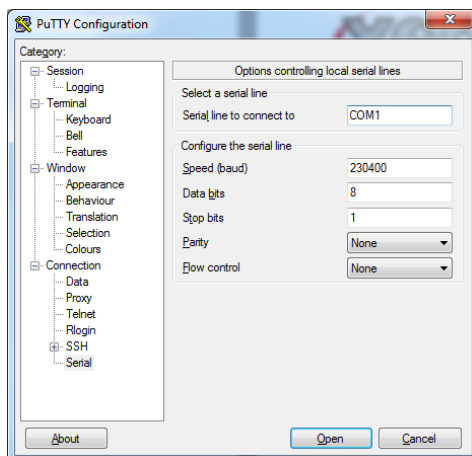 PuTTY Configuration
Category:
Session
Logging
Terminal
Keyboard
Bell
Features
Window
Appearance
Behaviour
Translation
Selection
Colours
Connection
Data
Proxy
Telnet
Rlogin
SSH
Serial
Options controlling local serial lines
Select a serial line
Serial line to connect to COM1
Configure the serial line
Speed (baud) 230400
Data bits 8
Stop bits 1
Parity None
Flow control None
About Open Cancel